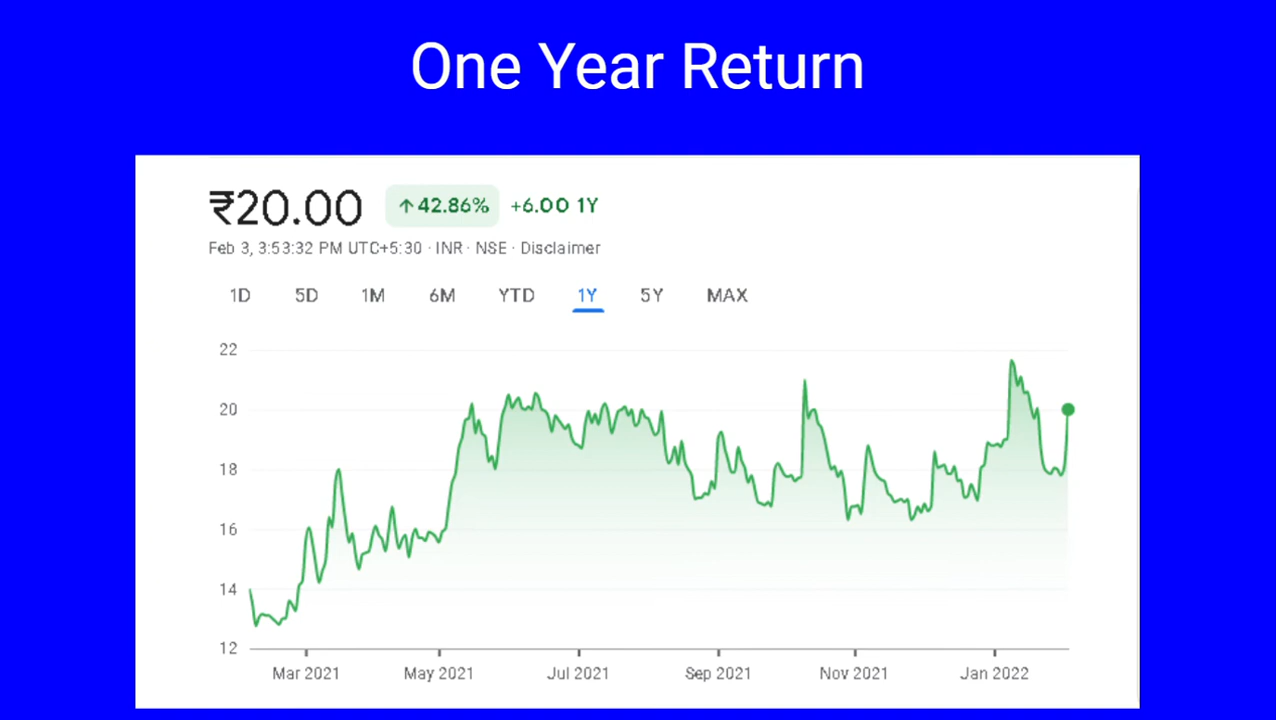 One Year Return
₹20.00 ↑42.86% +6.00 1Y
Feb 3, 3:53:32 PM UTC+5:30 · INR · NSE · Disclaimer
1D 5D 1M 6M YTD 1Y 5Y MAX
22
20
18
16
14
12
Mar 2021 May 2021 Jul 2021 Sep 2021 Nov 2021 Jan 2022